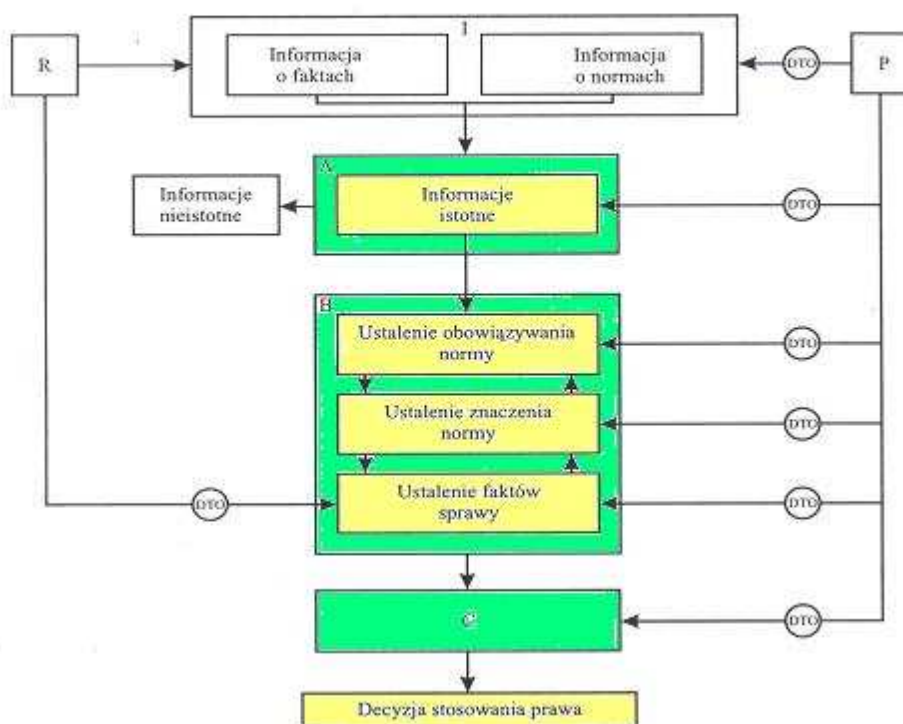 I
R
Informacja
o faktach
Informacja
o normach
DTO
P
A
Informacje
nieistotne
Informacje
istotne
DTO
B
Ustalenie obowiązywania
normy
DTO
Ustalenie znaczenia
normy
DTO
Ustalenie faktów
sprawy
DTO
DTO
C
DTO
Decyzja stosowania prawa